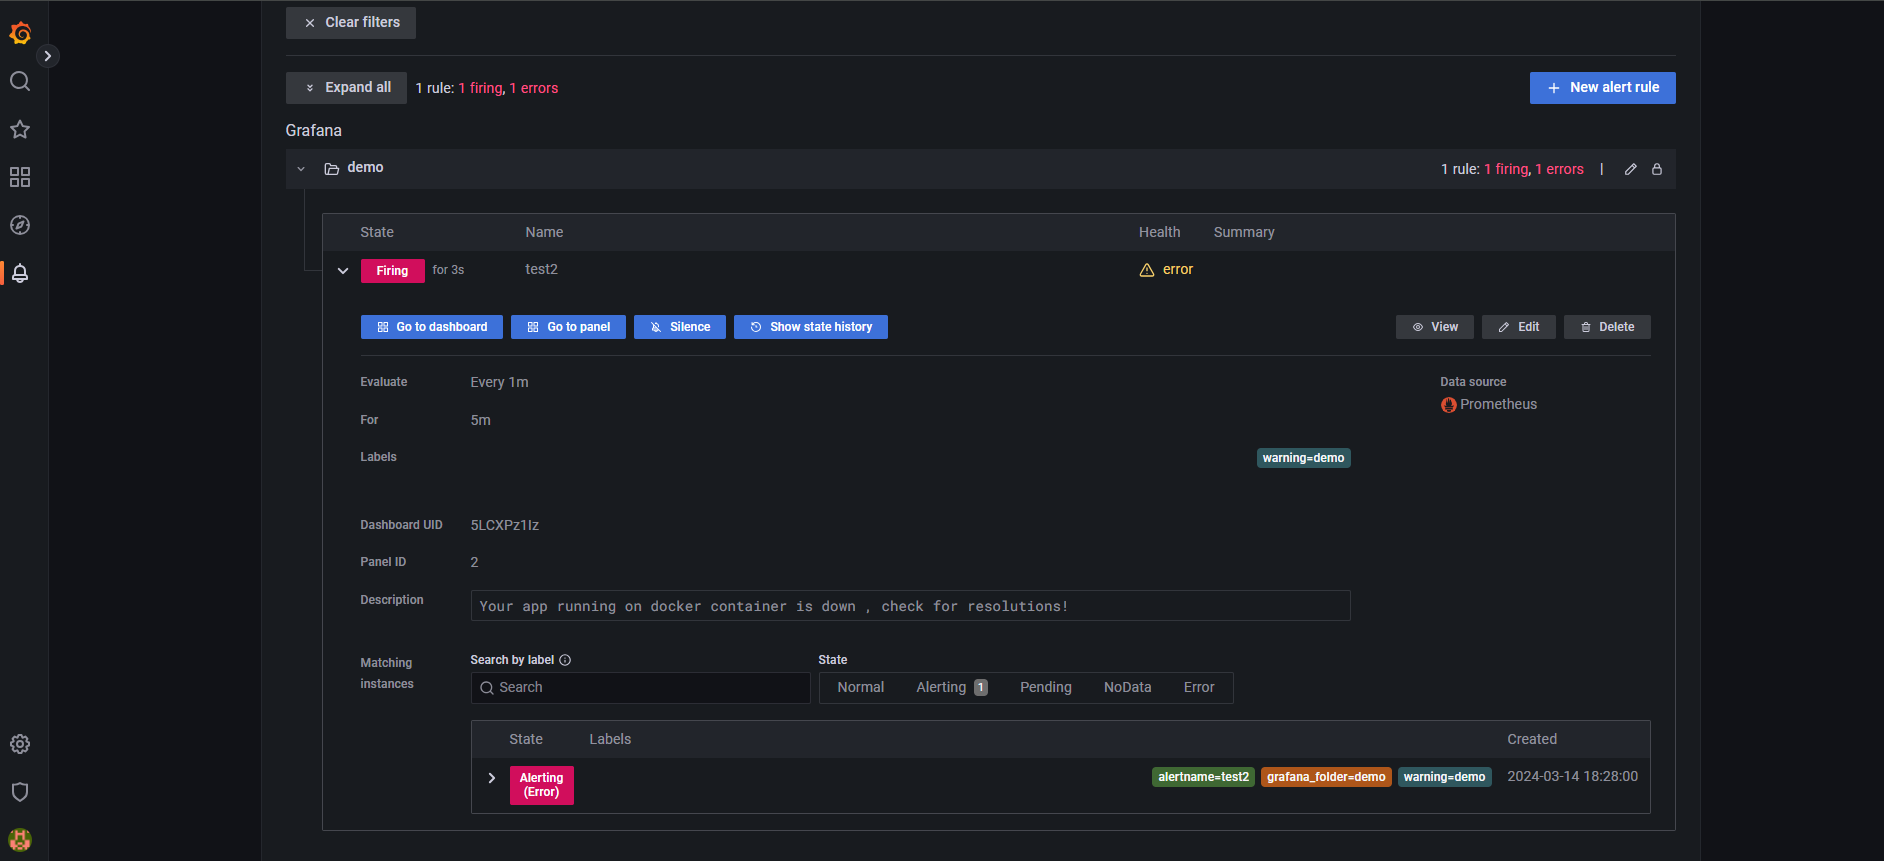 Clear filters
Expand all 1 rule: 1 firing, 1 errors New alert rule
Grafana
demo 1 rule: 1 firing, 1 errors |
State Name Health Summary
Firing for 3s test2 error
Go to dashboard Go to panel Silence Show state history View Edit Delete
Evaluate Every 1m Data source
Prometheus
For 5m
Labels warning=demo
Dashboard UID 5LCXPz1Iz
Panel ID 2
Description Your app running on docker container is down , check for resolutions!
Matching instances Search by label State
Search Normal Alerting 1 Pending NoData Error
State Labels Created
Alerting (Error) alertname=test2 grafana_folder=demo warning=demo 2024-03-14 18:28:00